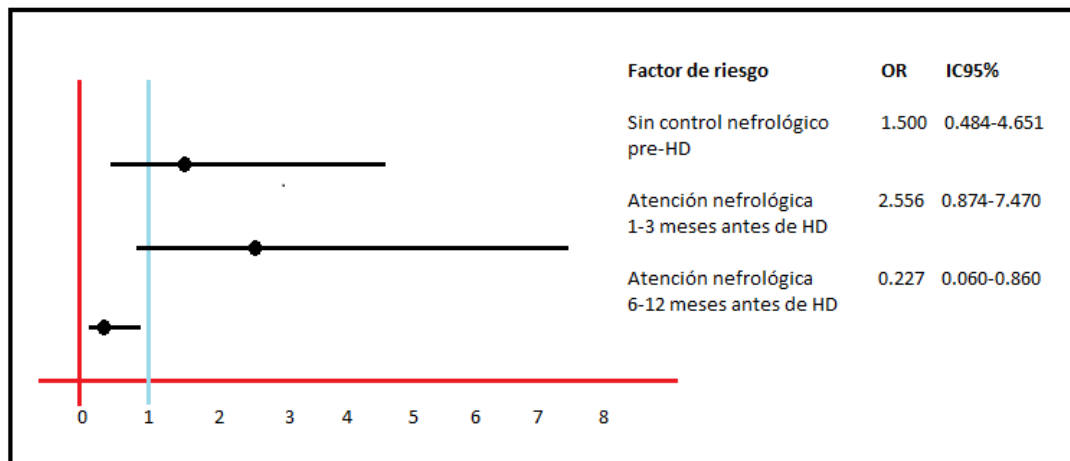 Factor de riesgo OR IC95%
Sin control nefrológico 1.500 0.484-4.651
pre-HD
Atención nefrológica 2.556 0.874-7.470
1-3 meses antes de HD
Atención nefrológica 0.227 0.060-0.860
6-12 meses antes de HD
0 1 2 3 4 5 6 7 8